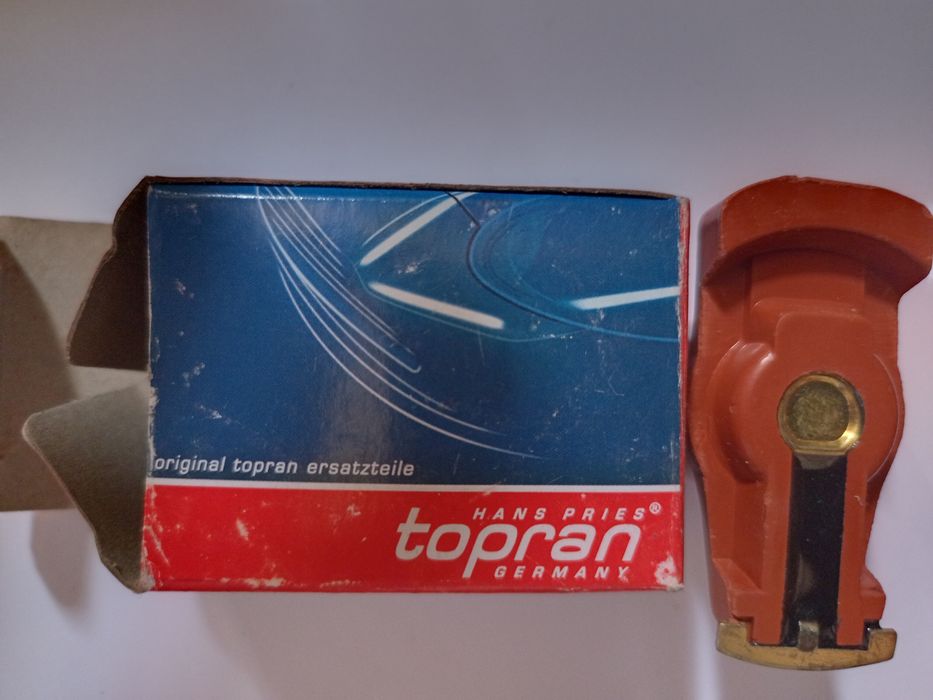 original topran ersatzteile
HANS PRIES®
topran
GERMANY